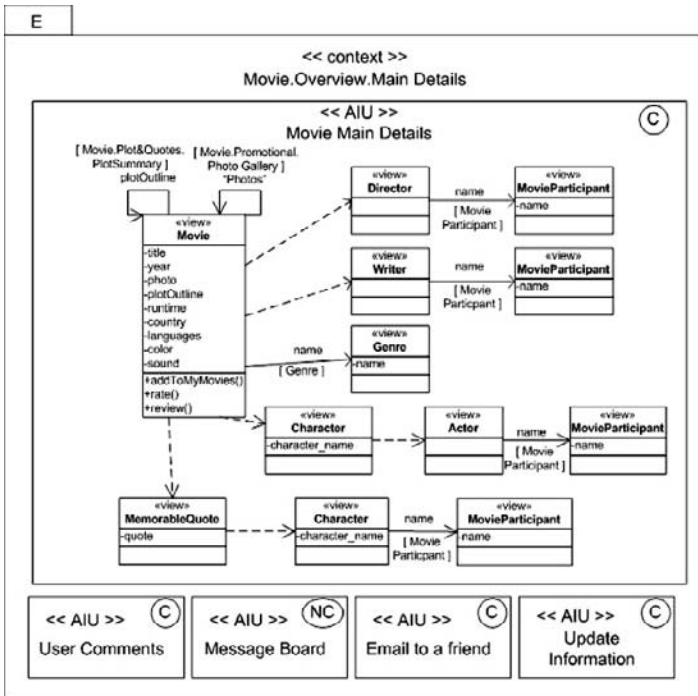 E
<< context >>
Movie.Overview.Main Details
<< AIU >>
C
Movie Main Details
[ Movie.Plot&Quotes.
PlotSummary ]
plotOutline
[ Movie.Promotional.
Photo Gallery ]
"Photos"
«view»
Movie
-title
-year
-photo
-plotOutline
-runtime
-country
-languages
-color
-sound
+addToMyMovies()
+rate()
+review()
«view»
Director
name
[ Movie
Participant ]
«view»
MovieParticipant
-name
«view»
Writer
name
[ Movie
Particpant ]
«view»
MovieParticipant
-name
name
[ Genre ]
«view»
Genre
-name
«view»
Character
-character_name
«view»
Actor
name
[ Movie
Participant ]
«view»
MovieParticipant
-name
«view»
MemorableQuote
-quote
«view»
Character
-character_name
name
[ Movie
Particpant ]
«view»
MovieParticipant
-name
<< AIU >>
C
User Comments
<< AIU >>
NC
Message Board
<< AIU >>
C
Email to a friend
<< AIU >>
C
Update
Information